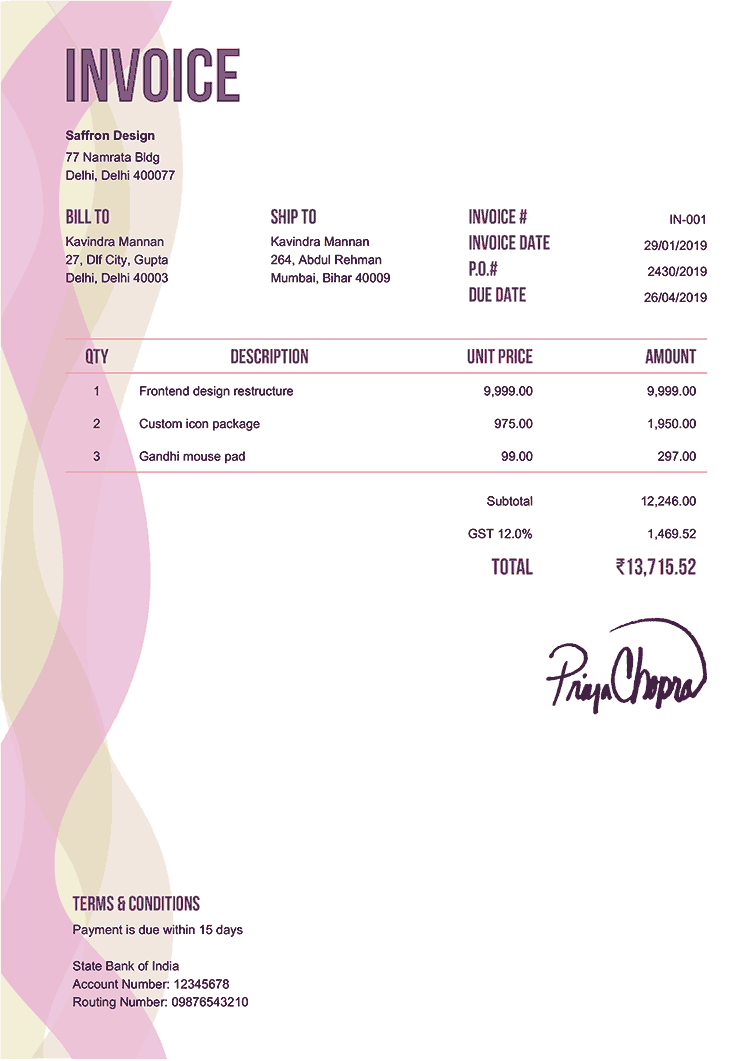 INVOICE
Saffron Design
77 Namrata Bldg
Delhi, Delhi 400077
BILL TO
Kavindra Mannan
27, Dlf City, Gupta
Delhi, Delhi 40003
SHIP TO
Kavindra Mannan
264, Abdul Rehman
Mumbai, Bihar 40009
INVOICE # IN-001
INVOICE DATE 29/01/2019
P.O.# 2430/2019
DUE DATE 26/04/2019
QTY DESCRIPTION UNIT PRICE AMOUNT
1 Frontend design restructure 9,999.00 9,999.00
2 Custom icon package 975.00 1,950.00
3 Gandhi mouse pad 99.00 297.00
Subtotal 12,246.00
GST 12.0% 1,469.52
TOTAL ₹13,715.52
Priya Chopra
TERMS & CONDITIONS
Payment is due within 15 days
State Bank of India
Account Number: 12345678
Routing Number: 09876543210